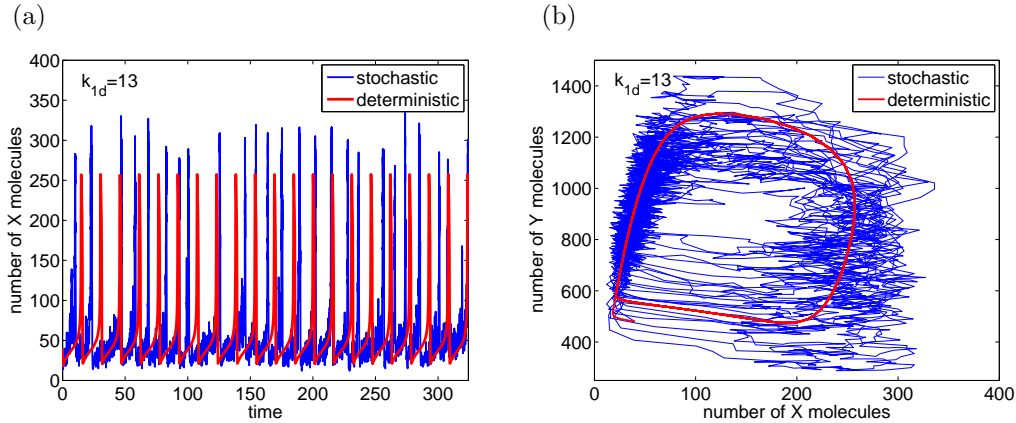 (a)
(b)
k1d=13
stochastic
deterministic
400
350
300
250
200
150
100
50
0
number of X molecules
0 50 100 150 200 250 300
time
k1d=13
stochastic
deterministic
1400
1200
1000
800
600
400
number of Y molecules
0 100 200 300 400
number of X molecules